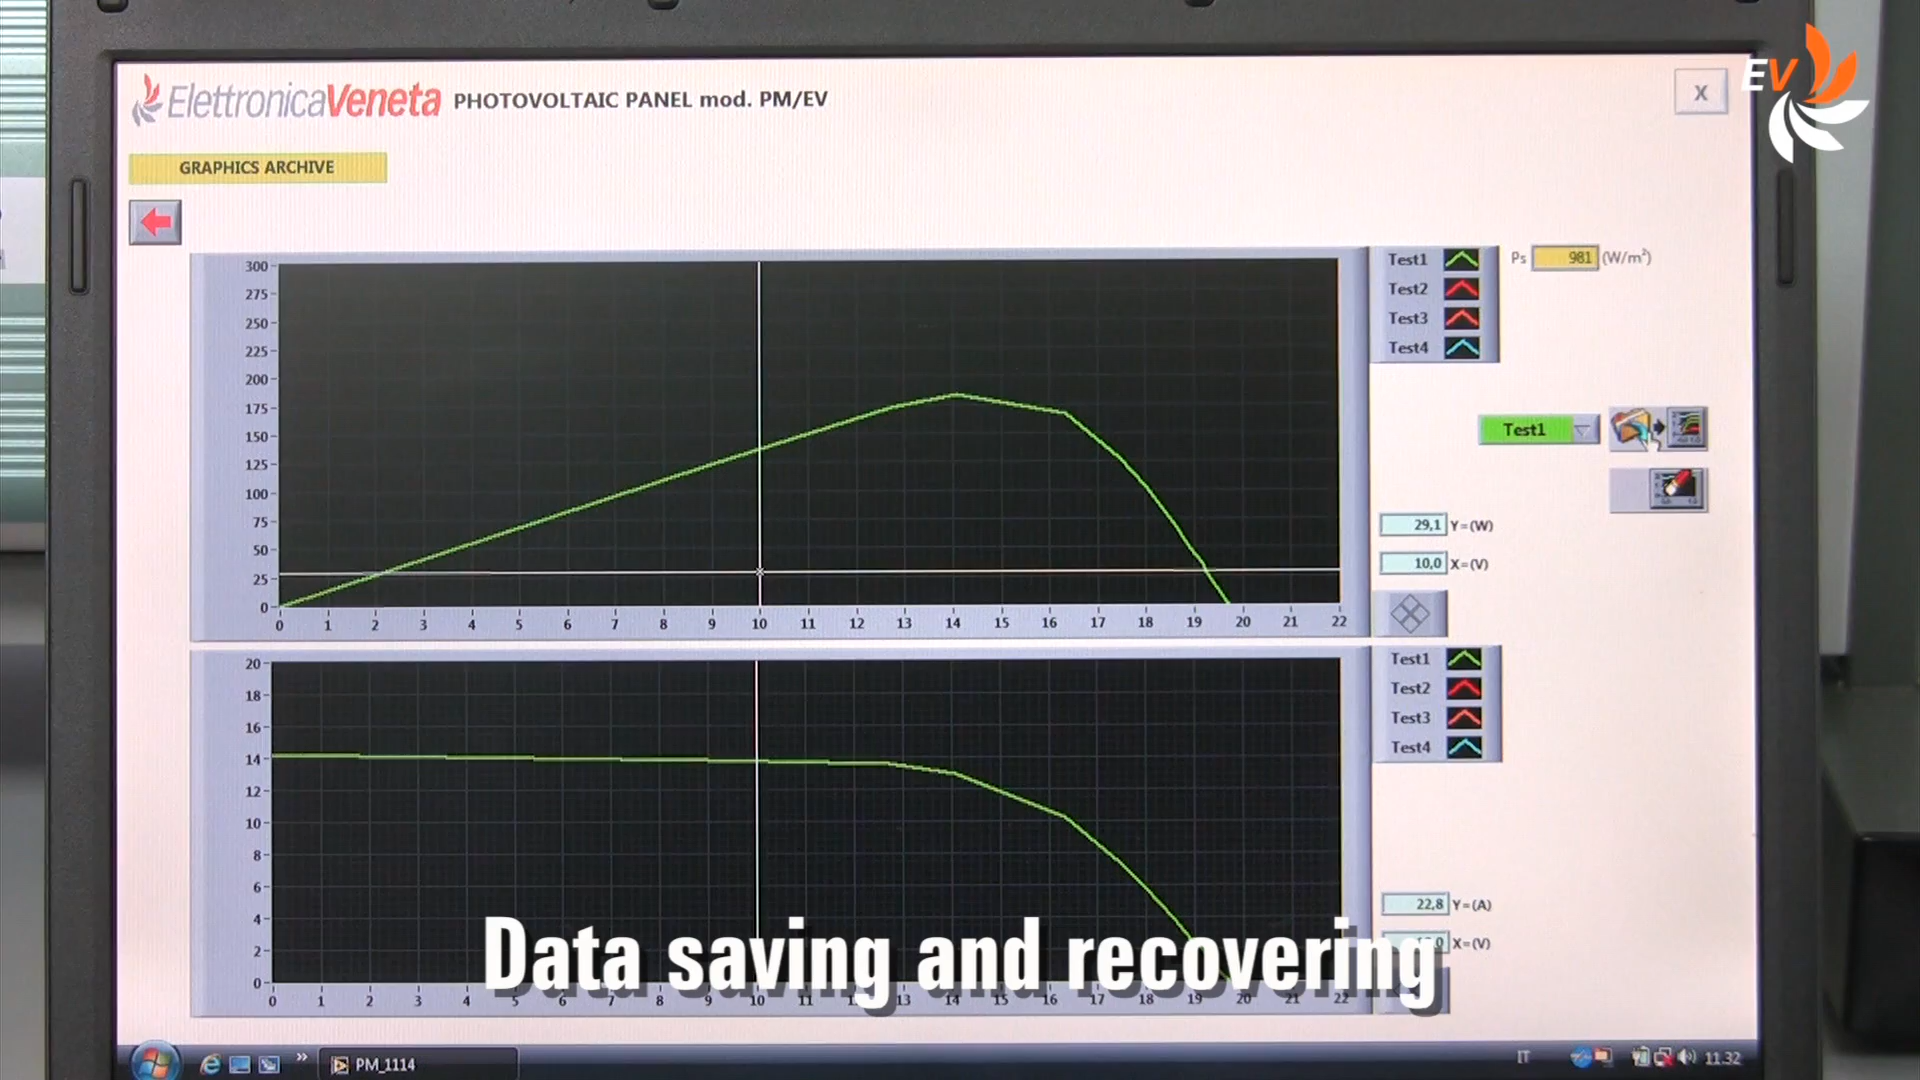 ElettronicaVeneta PHOTOVOLTAIC PANEL mod. PM/EV
X
EV
GRAPHICS ARCHIVE
300
275
250
225
200
175
150
125
100
75
50
25
0
0 1 2 3 4 5 6 7 8 9 10 11 12 13 14 15 16 17 18 19 20 21 22
Test1
Test2
Test3
Test4
Ps 981 (W/m²)
Test1
29,1 Y=(W)
10,0 X=(V)
20
18
16
14
12
10
8
6
4
2
0
0 1 2 3 4 5 6 7 8 9 10 11 12 13 14 15 16 17 18 19 20 21 22
Test1
Test2
Test3
Test4
22,8 Y=(A)
X=(V)
Data saving and recovering
PM_1114
IT
11.32